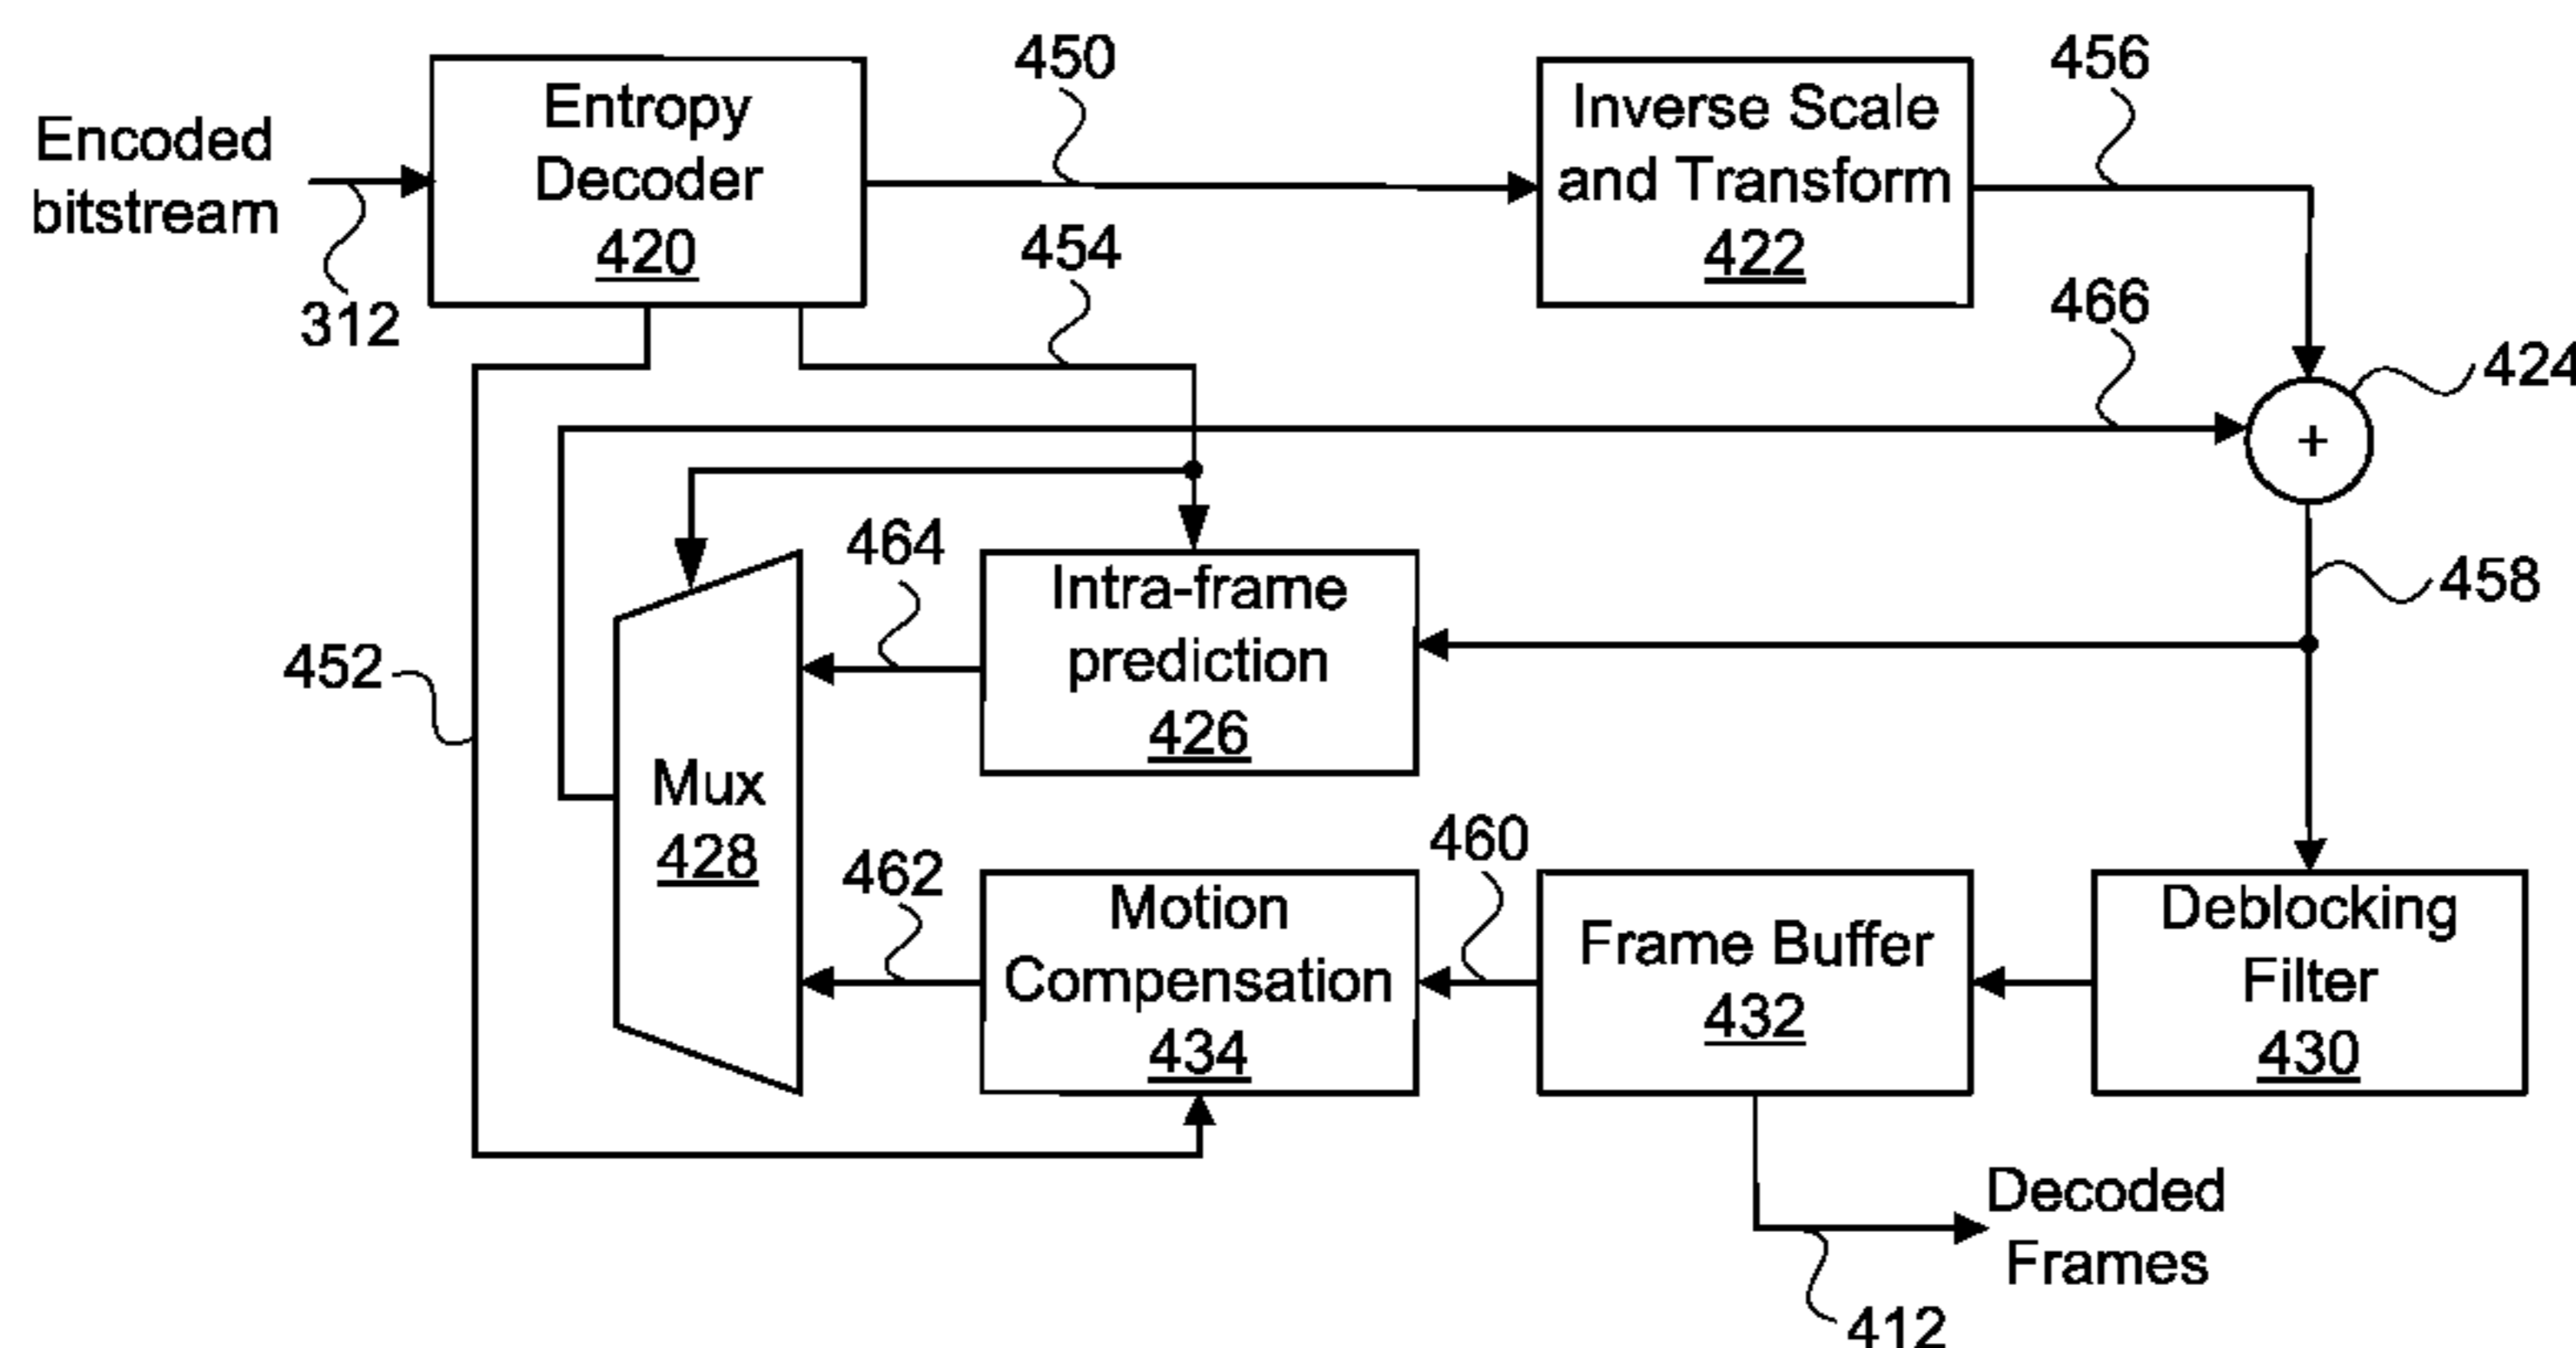 Encoded
bitstream
312
Entropy
Decoder
420
450
454
Inverse Scale
and Transform
422
456
466
424
+
458
452
464
Intra-frame
prediction
426
Mux
428
462
Motion
Compensation
434
460
Frame Buffer
432
Deblocking
Filter
430
Decoded
Frames
412